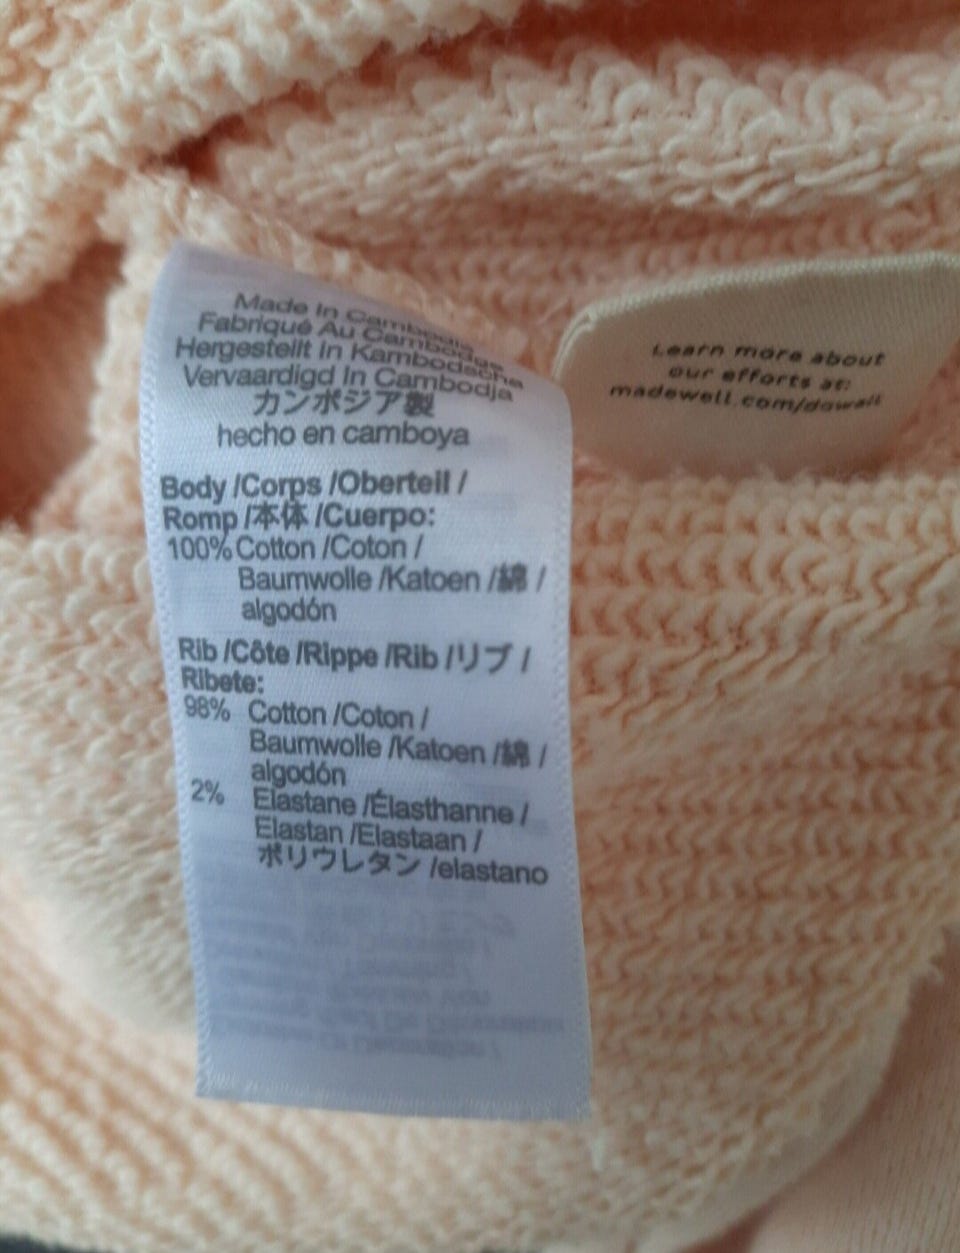 Made In Cambodia
Fabriqué Au Cambodge
Hergestellt In Kambodscha
Vervaardigd In Cambodja
カンボジア製
hecho en camboya
Body /Corps /Oberteil /
Romp /本体 /Cuerpo:
100% Cotton /Coton /
Baumwolle /Katoen /綿 /
algodón
Rib /Côte /Rippe /Rib /リブ /
Ribete:
98% Cotton /Coton /
Baumwolle /Katoen /綿 /
algodón
2% Elastane /Élasthanne /
Elastan /Elastaan /
ポリウレタン /elastano
Learn more about
our efforts at:
madewell.com/dowell